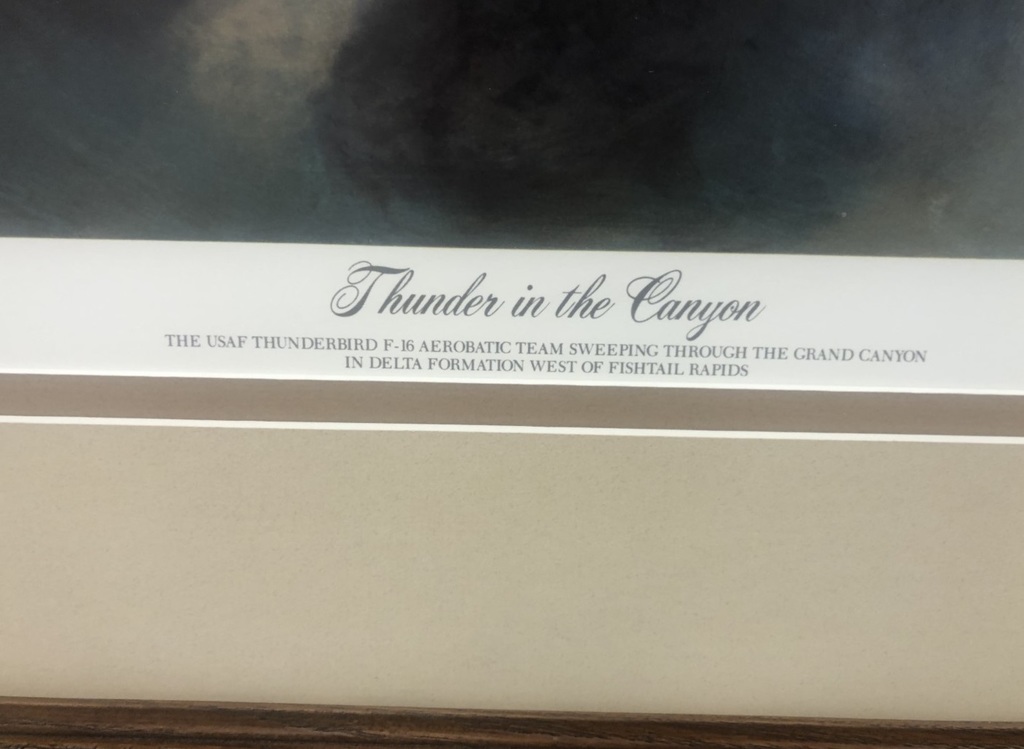 Thunder in the Canyon
THE USAF THUNDERBIRD F-16 AEROBATIC TEAM SWEEPING THROUGH THE GRAND CANYON
IN DELTA FORMATION WEST OF FISHTAIL RAPIDS